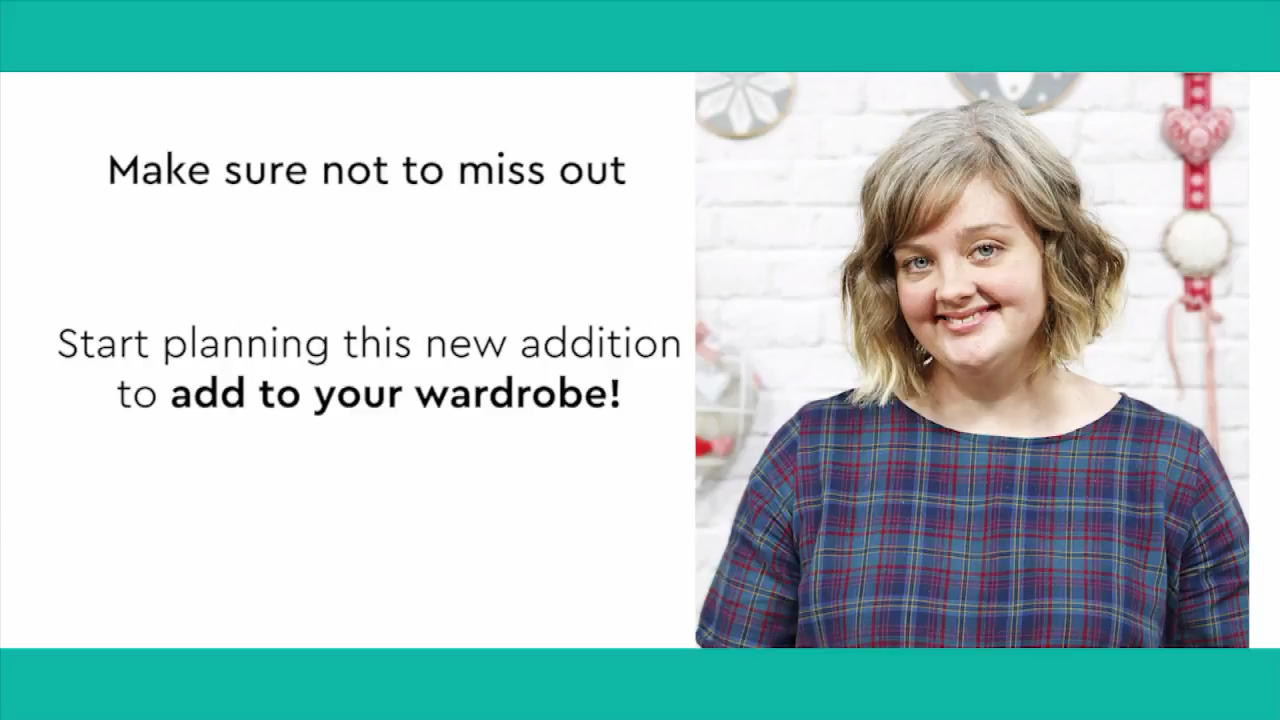 Make sure not to miss out
Start planning this new addition
to add to your wardrobe!